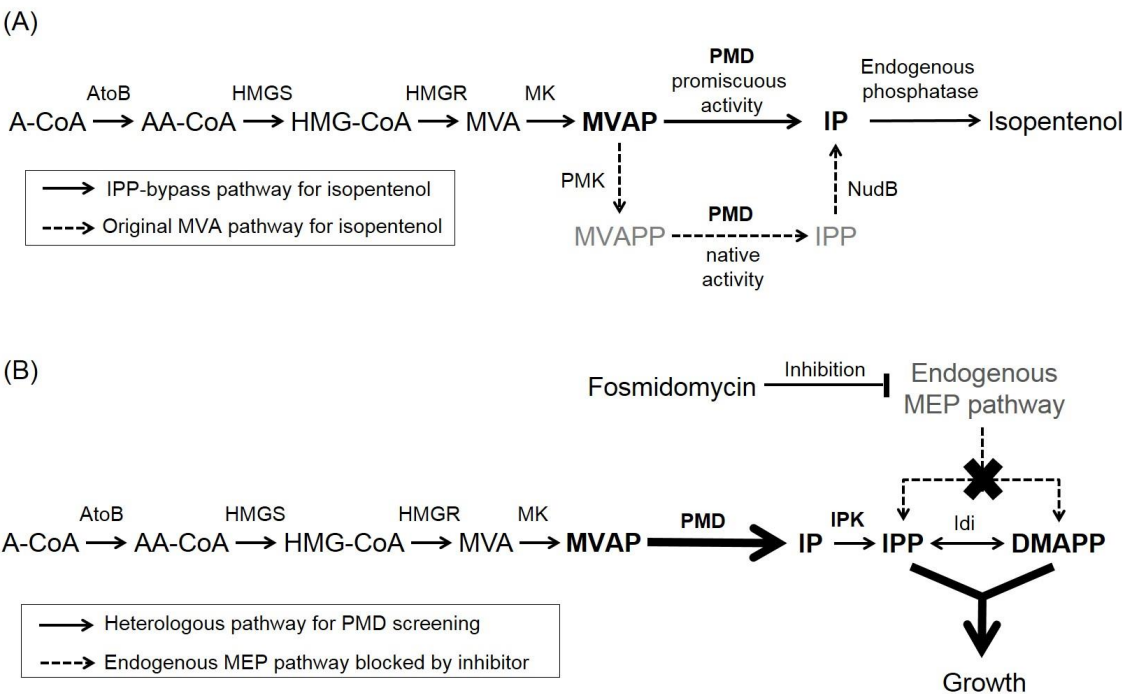 (A)
AtoB HMGS HMGR MK PMD promiscuous activity Endogenous phosphatase
A-CoA AA-CoA HMG-CoA MVA MVAP IP Isopentenol
IPP-bypass pathway for isopentenol
Original MVA pathway for isopentenol
PMK PMD NudB
MVAPP IPP
native
activity
(B)
Fosmidomycin Inhibition Endogenous
MEP pathway
AtoB HMGS HMGR MK PMD IPK Idi
A-CoA AA-CoA HMG-CoA MVA MVAP IP IPP DMAPP
Heterologous pathway for PMD screening
Endogenous MEP pathway blocked by inhibitor
Growth